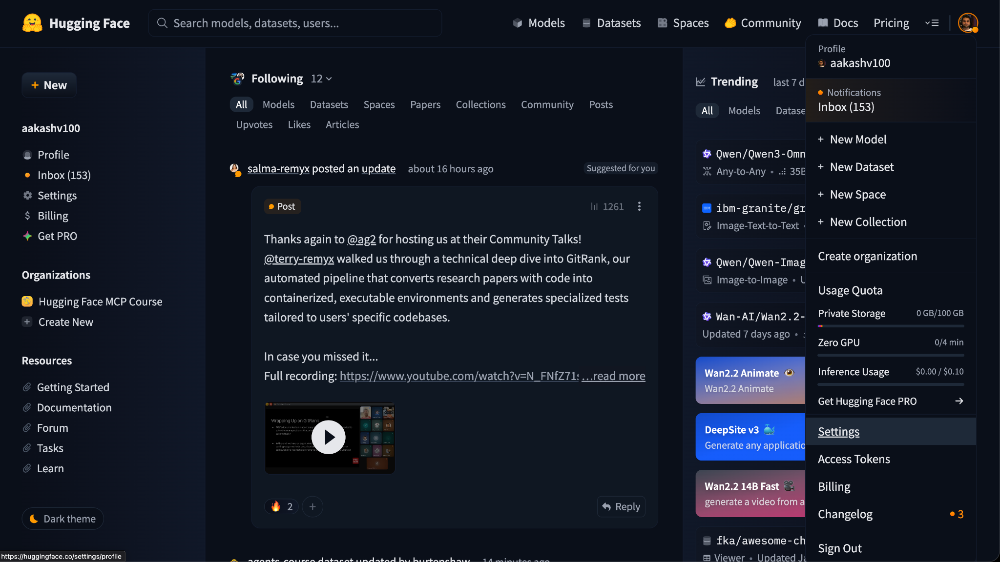 Hugging Face
Search models, datasets, users...
Models
Datasets
Spaces
Community
Docs
Pricing
+ New
aakashv100
Profile
Inbox (153)
Settings
$ Billing
Get PRO
Organizations
Hugging Face MCP Course
+ Create New
Resources
Getting Started
Documentation
Forum
Tasks
Learn
Dark theme
https://huggingface.co/settings/profile
Following 12
All Models Datasets Spaces Papers Collections Community Posts
Upvotes Likes Articles
salma-remyx posted an update about 16 hours ago
Suggested for you
Post
1261
Thanks again to @ag2 for hosting us at their Community Talks!
@terry-remyx walked us through a technical deep dive into GitRank, our
automated pipeline that converts research papers with code into
containerized, executable environments and generates specialized tests
tailored to users' specific codebases.
In case you missed it...
Full recording: https://www.youtube.com/watch?v=N_FNfZ71 ...read more
Wrapping Up on GitRank
🔥 2
+
Reply
agents-course dataset updated by burtenshaw 14 minutes ago
Trending last 7 d
All Models Datase
Qwen/Qwen3-Omn
Any-to-Any • 35B
ibm-granite/gr
Image-Text-to-Text •
Qwen/Qwen-Imag
Image-to-Image • U
Wan-AI/Wan2.2-
Updated 7 days ago •
Wan2.2 Animate 👁️
Wan2.2 Animate
DeepSite v3 🐳
Generate any applicatio
Wan2.2 14B Fast 🎥
generate a video from a
fka/awesome-ch
Viewer • Updated Ja
Profile
aakashv100
Notifications
Inbox (153)
+ New Model
+ New Dataset
+ New Space
+ New Collection
Create organization
Usage Quota
Private Storage 0 GB/100 GB
Zero GPU 0/4 min
Inference Usage $0.00 / $0.10
Get Hugging Face PRO →
Settings
Access Tokens
Billing
Changelog • 3
Sign Out